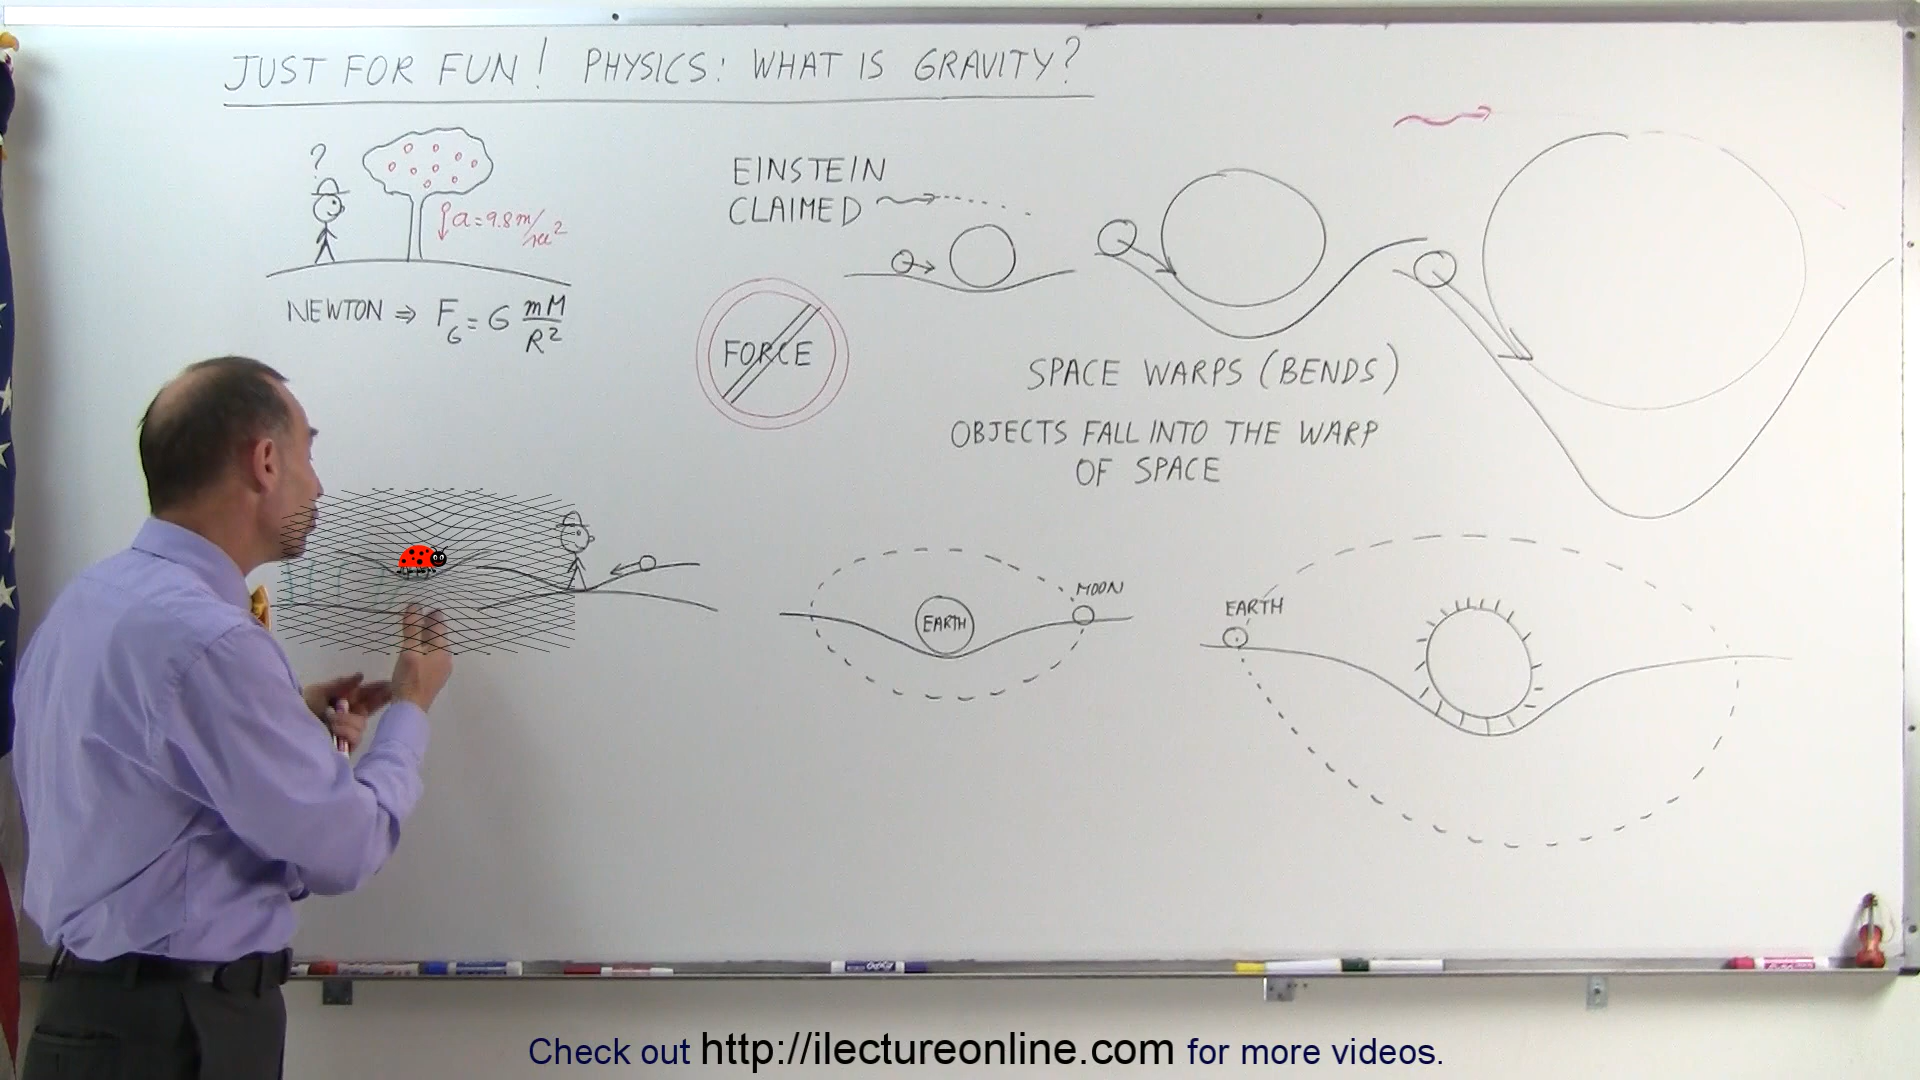 JUST FOR FUN! PHYSICS: WHAT IS GRAVITY?
?
a=9.8m/sec²
NEWTON ⇒ F_G = G mM/R²
EINSTEIN
CLAIMED
FORCE
SPACE WARPS (BENDS)
OBJECTS FALL INTO THE WARP
OF SPACE
MOON
EARTH
EARTH
EXPO
Check out http://ilectureonline.com for more videos.